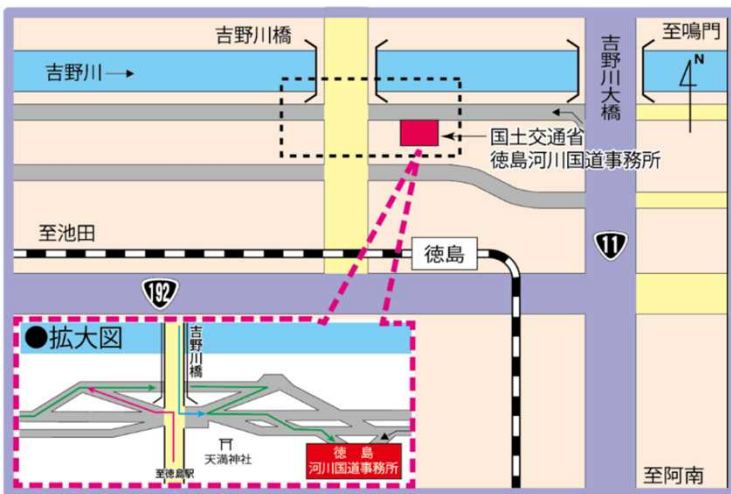 吉野川橋
至鳴門
吉野川
吉野川大橋
N
国土交通省
徳島河川国道事務所
至池田
徳島
11
192
●拡大図
吉野川橋
天満神社
至徳島駅
徳島
河川国道事務所
至阿南